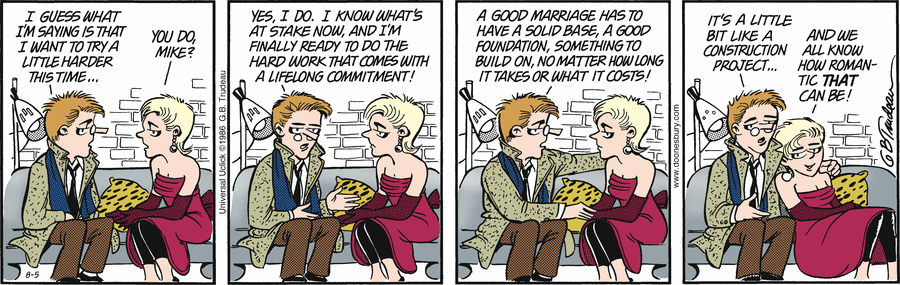 I GUESS WHAT
I'M SAYING IS THAT
I WANT TO TRY A
LITTLE HARDER
THIS TIME...
YOU DO,
MIKE?
8-5
Universal Uclick © 1986 G.B. Trudeau
YES, I DO. I KNOW WHAT'S
AT STAKE NOW, AND I'M
FINALLY READY TO DO THE
HARD WORK THAT COMES WITH
A LIFELONG COMMITMENT!
A GOOD MARRIAGE HAS TO
HAVE A SOLID BASE, A GOOD
FOUNDATION, SOMETHING TO
BUILD ON, NO MATTER HOW LONG
IT TAKES OR WHAT IT COSTS!
www.doonesbury.com
IT'S A LITTLE
BIT LIKE A
CONSTRUCTION
PROJECT...
AND WE
ALL KNOW
HOW ROMAN-
TIC THAT
CAN BE!
GB Trudeau